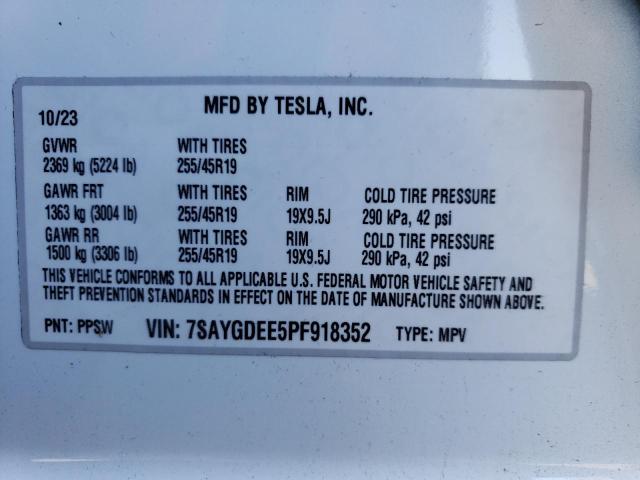 MFD BY TESLA, INC.
10/23
GVWR WITH TIRES
2369 kg (5224 lb) 255/45R19
GAWR FRT WITH TIRES RIM COLD TIRE PRESSURE
1363 kg (3004 lb) 255/45R19 19X9.5J 290 kPa, 42 psi
GAWR RR WITH TIRES RIM COLD TIRE PRESSURE
1500 kg (3306 lb) 255/45R19 19X9.5J 290 kPa, 42 psi
THIS VEHICLE CONFORMS TO ALL APPLICABLE U.S. FEDERAL MOTOR VEHICLE SAFETY AND
THEFT PREVENTION STANDARDS IN EFFECT ON THE DATE OF MANUFACTURE SHOWN ABOVE.
PNT: PPSW VIN: 7SAYGDEE5PF918352 TYPE: MPV